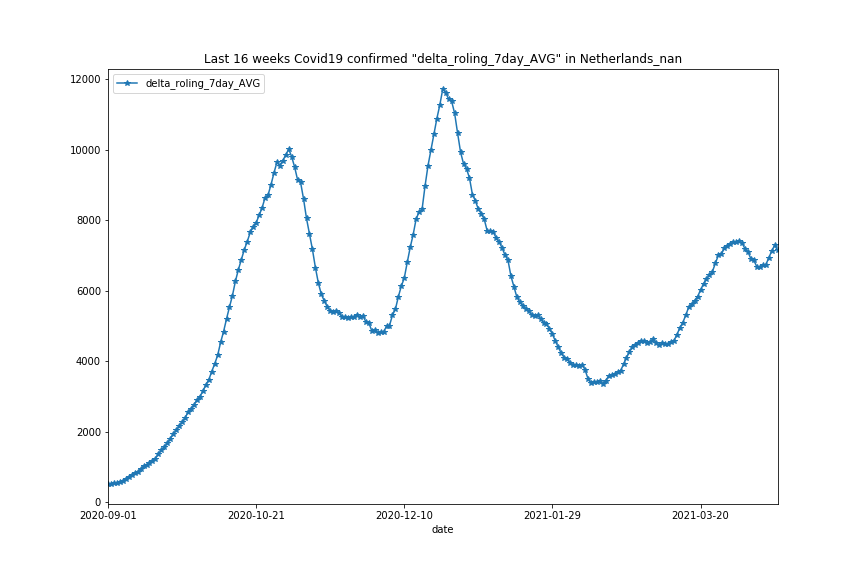 Last 16 weeks Covid19 confirmed "delta_roling_7day_AVG" in Netherlands_nan
delta_roling_7day_AVG
12000
10000
8000
6000
4000
2000
0
2020-09-01 2020-10-21 2020-12-10 2021-01-29 2021-03-20
date